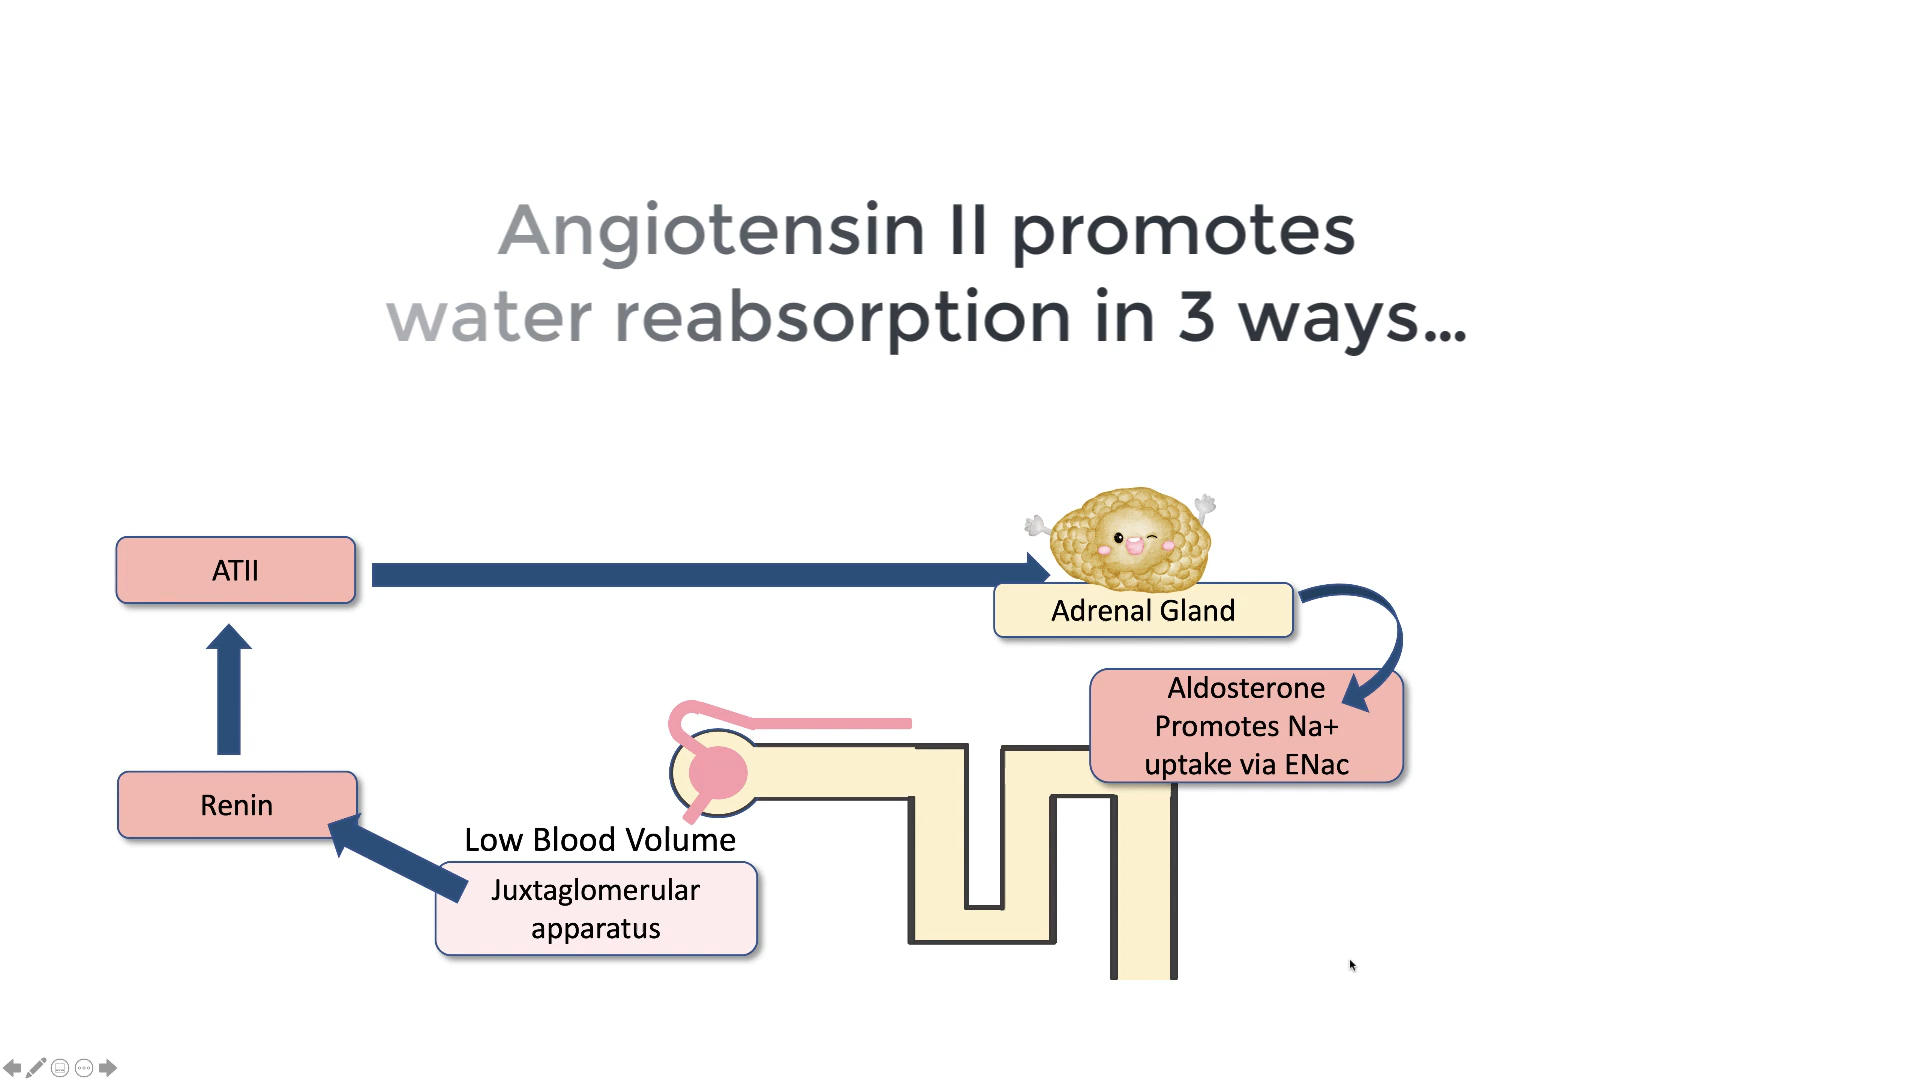 Angiotensin II promotes
water reabsorption in 3 ways...
ATII
Adrenal Gland
Aldosterone
Promotes Na+
uptake via ENac
Renin
Low Blood Volume
Juxtaglomerular
apparatus